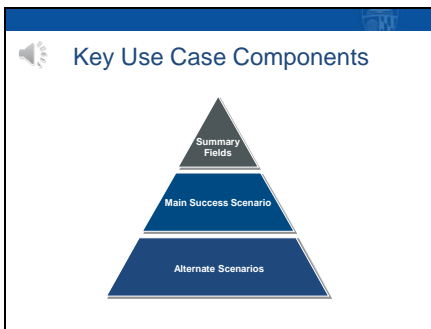 Key Use Case Components
Summary
Fields
Main Success Scenario
Alternate Scenarios